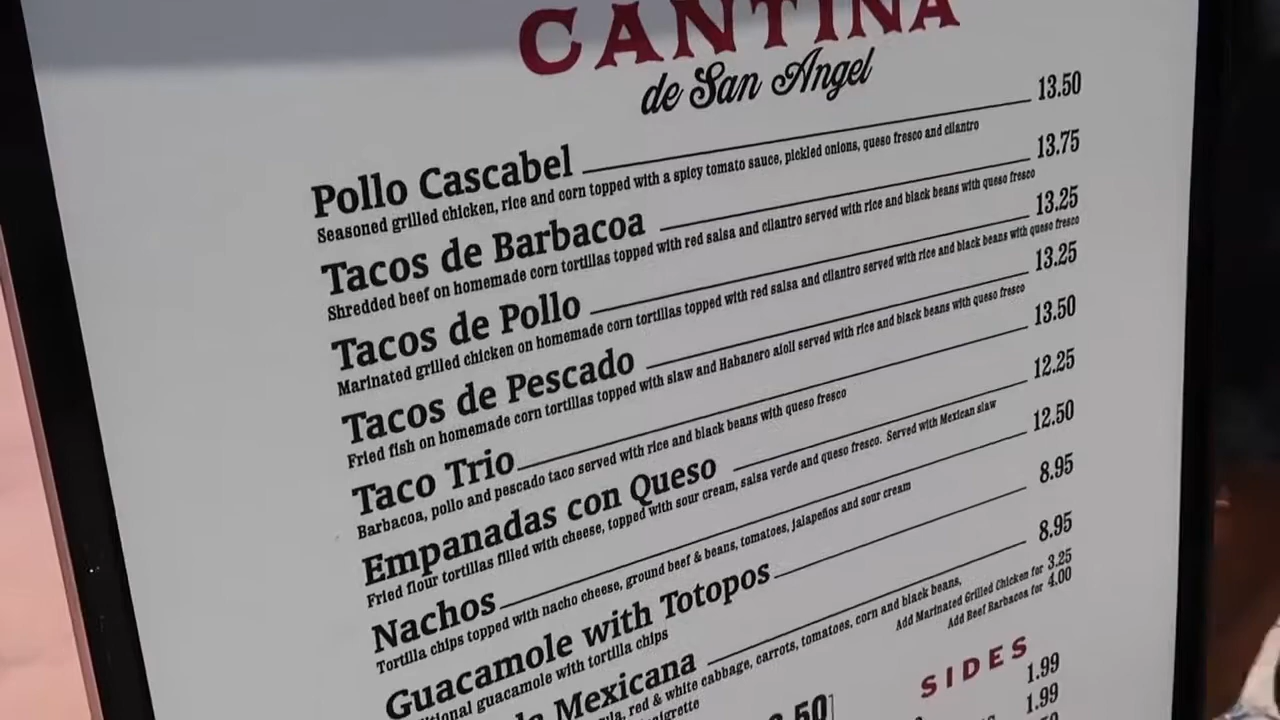 CANTINA
de San Angel
Pollo Cascabel 13.50
Seasoned grilled chicken, rice and corn topped with a spicy tomato sauce, pickled onions, queso fresco and cilantro
Tacos de Barbacoa 13.75
Shredded beef on homemade corn tortillas topped with red salsa and cilantro served with rice and black beans with queso fresco
Tacos de Pollo 13.25
Marinated grilled chicken on homemade corn tortillas topped with red salsa and cilantro served with rice and black beans with queso fresco
Tacos de Pescado 13.25
Fried fish on homemade corn tortillas topped with slaw and Habanero aioli served with rice and black beans with queso fresco
Taco Trio 13.50
Barbacoa, pollo and pescado taco served with rice and black beans with queso fresco
Empanadas con Queso 12.25
Fried flour tortillas filled with cheese, topped with sour cream, salsa verde and queso fresco. Served with Mexican slaw
Nachos 12.50
Tortilla chips topped with nacho cheese, ground beef & beans, tomatoes, jalapeños and sour cream
Guacamole with Totopos 8.95
guacamole with tortilla chips
Mexicana 8.95
red & white cabbage, carrots, tomatoes, corn and black beans,
Add Marinated Grilled Chicken for 3.25
Add Beef Barbacoa for 4.00
SIDES
1.99
1.99